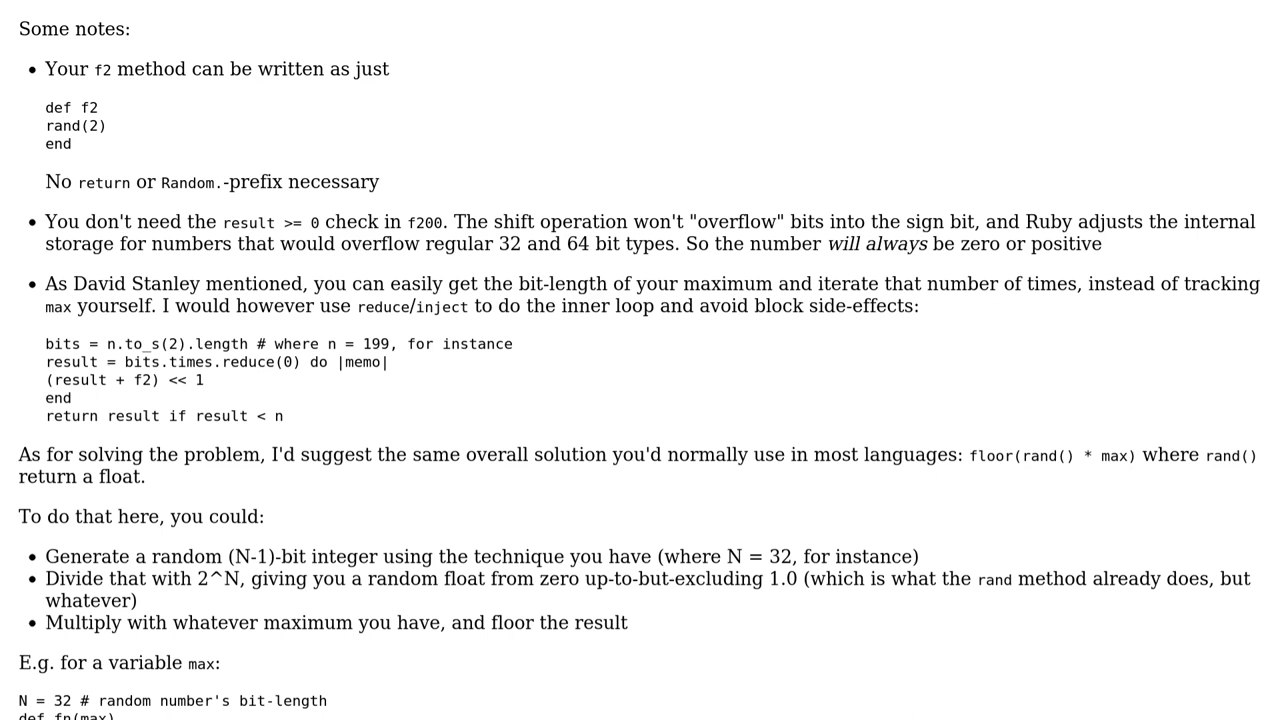 Some notes:
• Your f2 method can be written as just
def f2
rand(2)
end
No return or Random.-prefix necessary
• You don't need the result >= 0 check in f200. The shift operation won't "overflow" bits into the sign bit, and Ruby adjusts the internal
storage for numbers that would overflow regular 32 and 64 bit types. So the number will always be zero or positive
• As David Stanley mentioned, you can easily get the bit-length of your maximum and iterate that number of times, instead of tracking
max yourself. I would however use reduce/inject to do the inner loop and avoid block side-effects:
bits = n.to_s(2).length # where n = 199, for instance
result = bits.times.reduce(0) do |memo|
(result + f2) << 1
end
return result if result < n
As for solving the problem, I'd suggest the same overall solution you'd normally use in most languages: floor(rand() * max) where rand()
return a float.
To do that here, you could:
• Generate a random (N-1)-bit integer using the technique you have (where N = 32, for instance)
• Divide that with 2^N, giving you a random float from zero up-to-but-excluding 1.0 (which is what the rand method already does, but
whatever)
• Multiply with whatever maximum you have, and floor the result
E.g. for a variable max:
N = 32 # random number's bit-length
def fn(max)